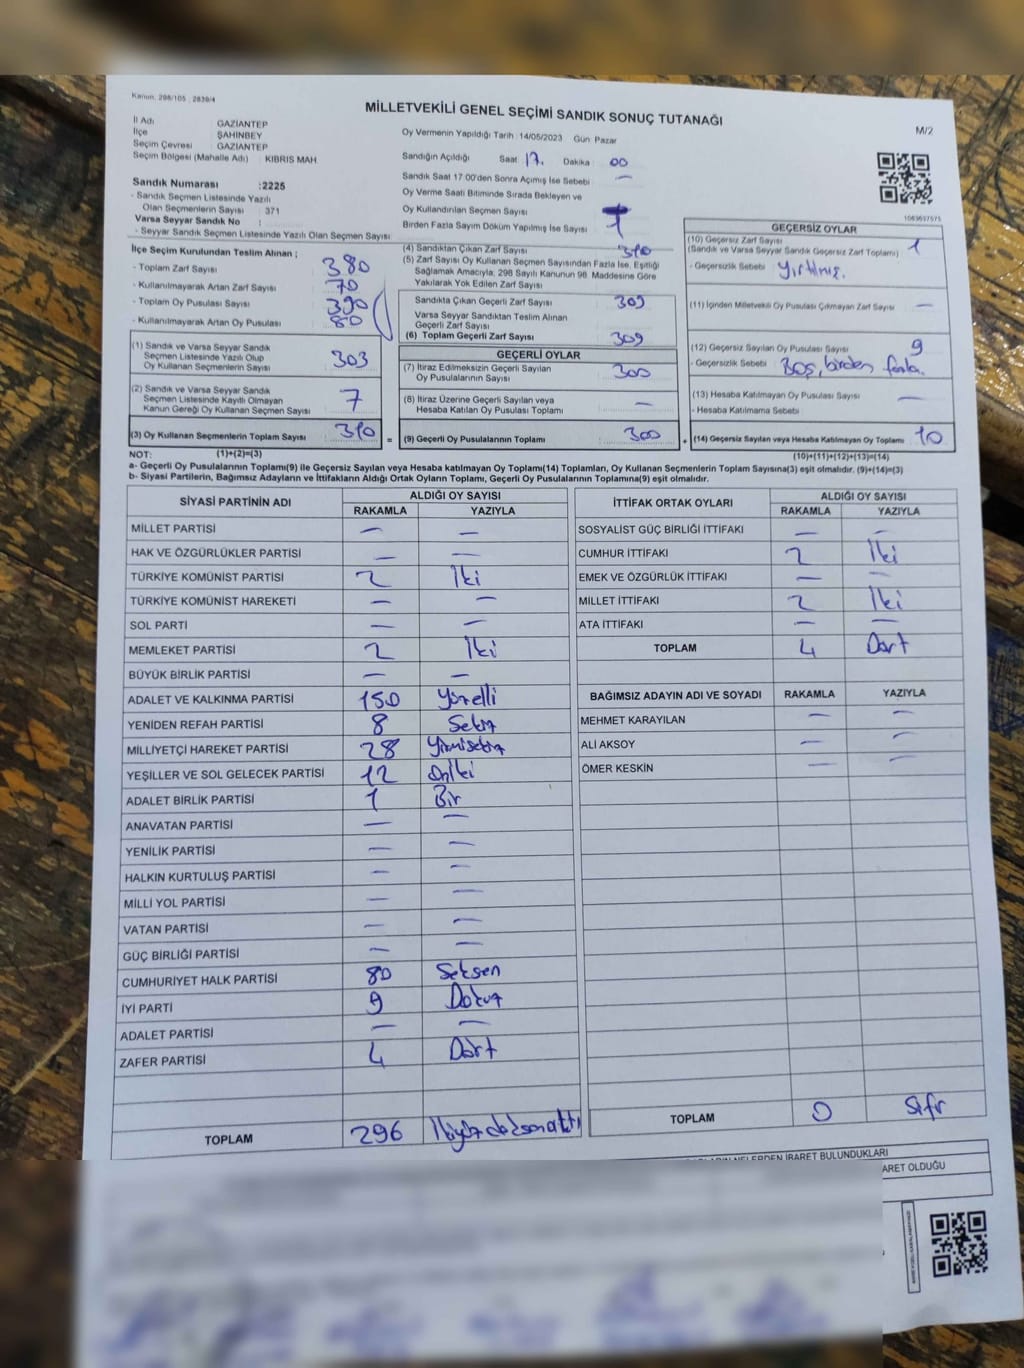 Kanun: 298/105 , 2839/4
MİLLETVEKİLİ GENEL SEÇİMİ SANDIK SONUÇ TUTANAĞI
M/2
İl Adı : GAZİANTEP
İlçe : ŞAHİNBEY
Seçim Çevresi : GAZİANTEP
Seçim Bölgesi (Mahalle Adı) : KIBRIS MAH.
Sandık Numarası :2225
- Sandık Seçmen Listesinde Yazılı
Olan Seçmenlerin Sayısı : 371
Varsa Seyyar Sandık No :
- Seyyar Sandık Seçmen Listesinde Yazılı Olan Seçmen Sayısı :
İlçe Seçim Kurulundan Teslim Alınan ;
- Toplam Zarf Sayısı 380
- Kullanılmayarak Artan Zarf Sayısı 70
- Toplam Oy Pusulası Sayısı 390
- Kullanılmayarak Artan Oy Pusulası 80
(1) Sandık ve Varsa Seyyar Sandık
Seçmen Listesinde Yazılı Olup
Oy Kullanan Seçmenlerin Sayısı 303
(2) Sandık ve Varsa Seyyar Sandık
Seçmen Listesinde Kayıtlı Olmayan
Kanun Gereği Oy Kullanan Seçmen Sayısı 7
(3) Oy Kullanan Seçmenlerin Toplam Sayısı 310 =
Oy Vermenin Yapıldığı Tarih :14/05/2023 Gün Pazar
Sandığın Açıldığı Saat 17. Dakika 00
Sandık Saat 17:00'den Sonra Açımış İse Sebebi : —
Oy Verme Saati Bitiminde Sırada Bekleyen ve
Oy Kullandırılan Seçmen Sayısı
Birden Fazla Sayım Döküm Yapılmış İse Sayısı : 1
(4) Sandıktan Çıkan Zarf Sayısı 310
(5) Zarf Sayısı Oy Kullanan Seçmen Sayısından Fazla İse, Eşitliği
Sağlamak Amacıyla, 298 Sayılı Kanunun 98. Maddesine Göre
Yakılarak Yok Edilen Zarf Sayısı
Sandıkta Çıkan Geçerli Zarf Sayısı 309
Varsa Seyyar Sandıktan Teslim Alınan
Geçerli Zarf Sayısı
(6) Toplam Geçerli Zarf Sayısı 309
GEÇERLİ OYLAR
(7) İtiraz Edilmeksizin Geçerli Sayılan
Oy Pusulalarının Sayısı 300
(8) İtiraz Üzerine Geçerli Sayılan veya
Hesaba Katılan Oy Pusulası Toplamı —
(9) Geçerli Oy Pusulalarının Toplamı 300 +
1083637575
GEÇERSİZ OYLAR
(10) Geçersiz Zarf Sayısı 1
(Sandık ve Varsa Seyyar Sandık Geçersiz Zarf Toplamı)
- Geçersizlik Sebebi : Yırtılmış.
(11) İçinden Milletvekili Oy Pusulası Çıkmayan Zarf Sayısı —
(12) Geçersiz Sayılan Oy Pusulası Sayısı 9
- Geçersizlik Sebebi : Boş, birden fazla.
(13) Hesaba Katılmayan Oy Pusulası Sayısı —
- Hesaba Katılmama Sebebi
(14) Geçersiz Sayılan veya Hesaba Katılmayan Oy Toplamı 10
NOT: (1)+(2)=(3) (10)+(11)+(12)+(13)=(14)
a- Geçerli Oy Pusulalarının Toplamı(9) ile Geçersiz Sayılan veya Hesaba katılmayan Oy Toplamı(14) Toplamları, Oy Kullanan Seçmenlerin Toplam Sayısına(3) eşit olmalıdır. (9)+(14)=(3)
b- Siyasi Partilerin, Bağımsız Adayların ve İttifakların Aldığı Ortak Oyların Toplamı, Geçerli Oy Pusulalarının Toplamına(9) eşit olmalıdır.
SİYASİ PARTİNİN ADI ALDIĞI OY SAYISI
RAKAMLA YAZIYLA
MİLLET PARTİSİ — —
HAK VE ÖZGÜRLÜKLER PARTİSİ — —
TÜRKİYE KOMÜNİST PARTİSİ 2 İki
TÜRKİYE KOMÜNİST HAREKETİ — —
SOL PARTİ — —
MEMLEKET PARTİSİ 2 İki
BÜYÜK BİRLİK PARTİSİ — —
ADALET VE KALKINMA PARTİSİ 150 Yüzelli
YENİDEN REFAH PARTİSİ 8 Sekiz
MİLLİYETÇİ HAREKET PARTİSİ 28 Yirmisekiz
YEŞİLLER VE SOL GELECEK PARTİSİ 12 Oniki
ADALET BİRLİK PARTİSİ 1 Bir
ANAVATAN PARTİSİ — —
YENİLİK PARTİSİ — —
HALKIN KURTULUŞ PARTİSİ — —
MİLLİ YOL PARTİSİ — —
VATAN PARTİSİ — —
GÜÇ BİRLİĞİ PARTİSİ — —
CUMHURİYET HALK PARTİSİ 80 Seksen
İYİ PARTİ 9 Dokuz
ADALET PARTİSİ — —
ZAFER PARTİSİ 4 Dört
TOPLAM 296 İkiyüzdoksanaltı
İTTİFAK ORTAK OYLARI ALDIĞI OY SAYISI
RAKAMLA YAZIYLA
SOSYALİST GÜÇ BİRLİĞİ İTTİFAKI — —
CUMHUR İTTİFAKI 2 İki
EMEK VE ÖZGÜRLÜK İTTİFAKI — —
MİLLET İTTİFAKI 2 İki
ATA İTTİFAKI — —
TOPLAM 4 Dört
BAĞIMSIZ ADAYIN ADI VE SOYADI RAKAMLA YAZIYLA
MEHMET KARAYILAN — —
ALİ AKSOY — —
ÖMER KESKİN — —
TOPLAM 0 Sıfır
NELERDEN İBARET BULUNDUKLARI
ARET OLDUĞU